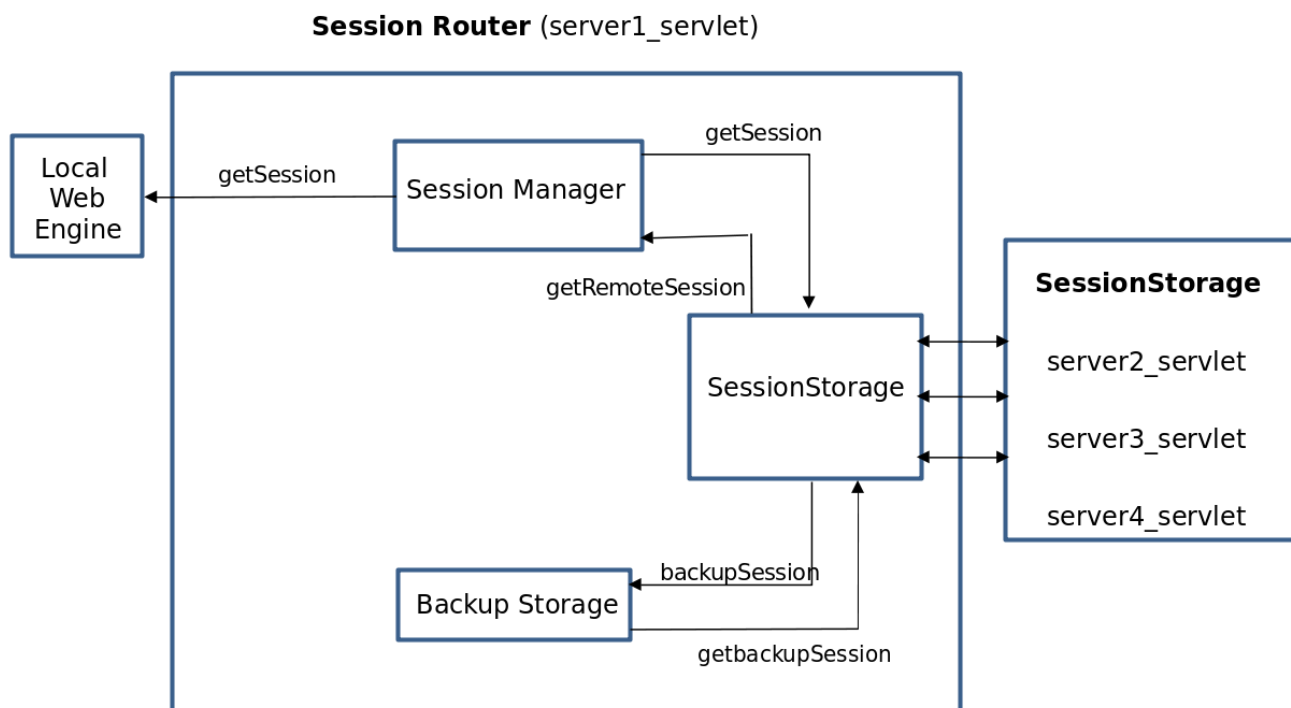 Session Router (server1_servlet)
getSession
Local
Web
Engine
getSession
Session Manager
getRemoteSession
SessionStorage
SessionStorage
server2_servlet
server3_servlet
server4_servlet
backupSession
Backup Storage
getbackupSession